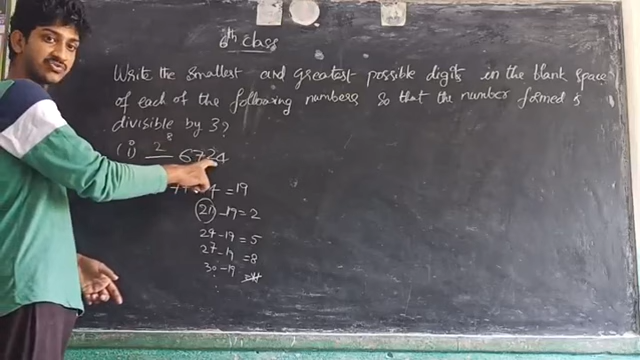 6th class
Write the smallest and greatest possible digits in the blank space
of each of the following numbers so that the number formed is
divisible by 3?
(i) 2 8 __ 6724
= 19
21 - 19 = 2
24 - 19 = 5
27 - 19 = 8
30 - 19